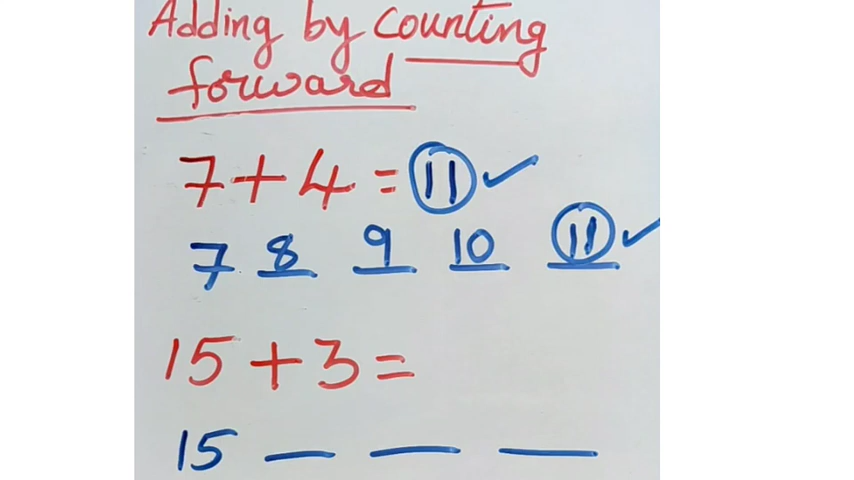 Adding by counting
forward
7 + 4 = 11 ✓
7 8 9 10 11 ✓
15 + 3 =
15 _ _ _